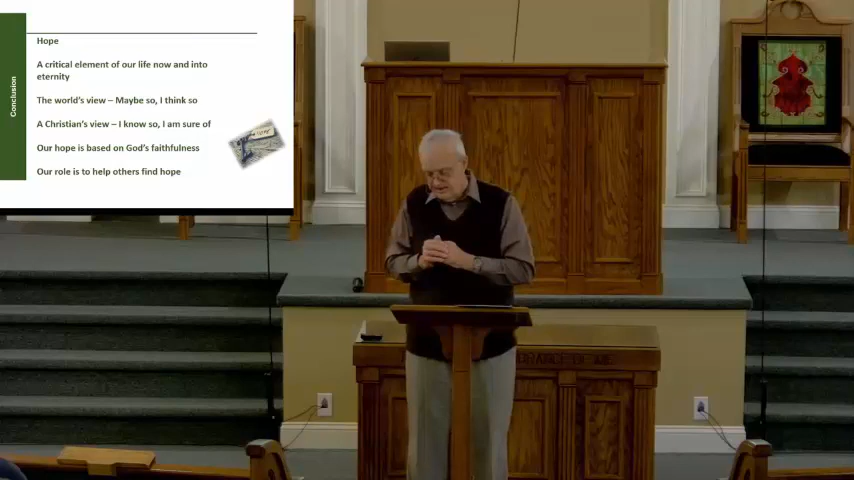 Conclusion
Hope
A critical element of our life now and into
eternity
The world's view – Maybe so, I think so
A Christian's view – I know so, I am sure of
Our hope is based on God's faithfulness
Our role is to help others find hope